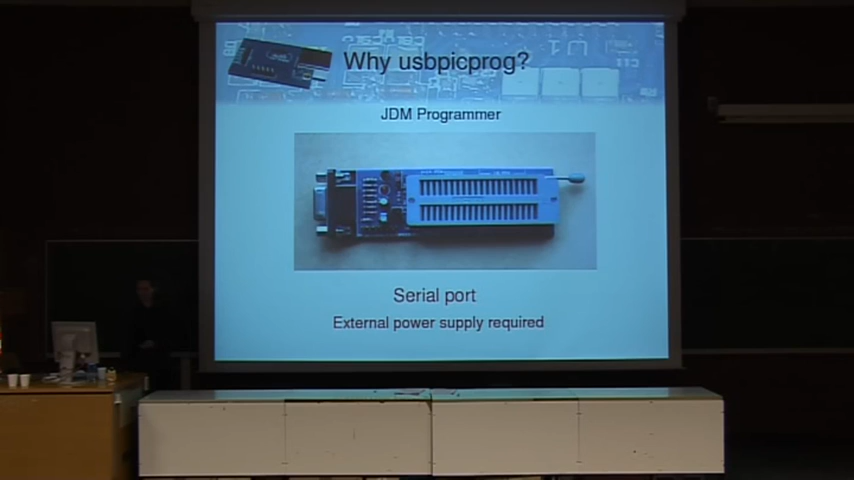 Why usbpicprog?
JDM Programmer
Serial port
External power supply required